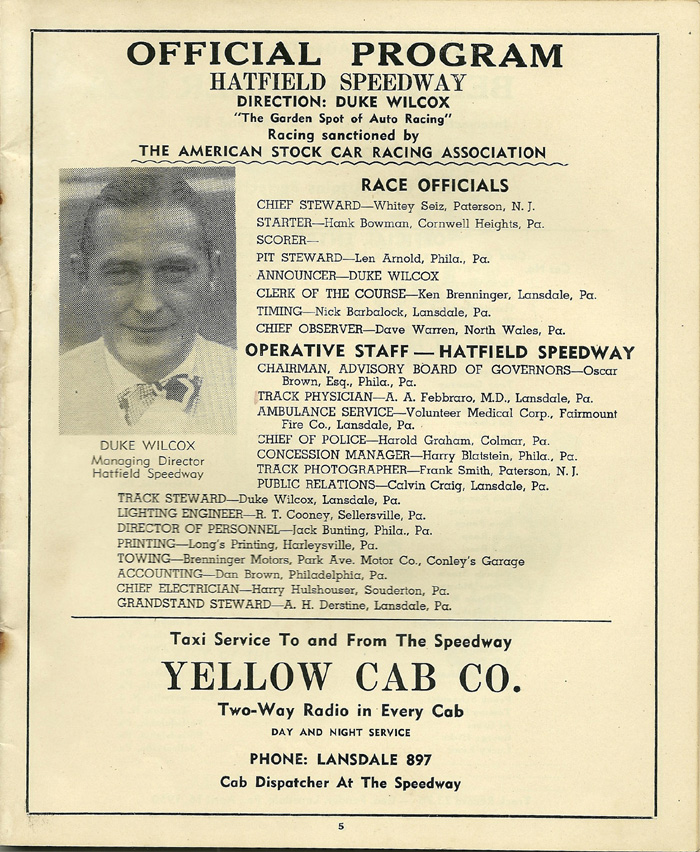 OFFICIAL PROGRAM
HATFIELD SPEEDWAY
DIRECTION: DUKE WILCOX
"The Garden Spot of Auto Racing"
Racing sanctioned by
THE AMERICAN STOCK CAR RACING ASSOCIATION
RACE OFFICIALS
CHIEF STEWARD—Whitey Seiz, Paterson, N. J.
STARTER—Hank Bowman, Cornwell Heights, Pa.
SCORER—
PIT STEWARD—Len Arnold, Phila., Pa.
ANNOUNCER—DUKE WILCOX
CLERK OF THE COURSE—Ken Brenninger, Lansdale, Pa.
TIMING—Nick Barbalock, Lansdale, Pa.
CHIEF OBSERVER—Dave Warren, North Wales, Pa.
OPERATIVE STAFF — HATFIELD SPEEDWAY
CHAIRMAN, ADVISORY BOARD OF GOVERNORS—Oscar
Brown, Esq., Phila., Pa.
TRACK PHYSICIAN—A. A. Febbraro, M.D., Lansdale, Pa.
AMBULANCE SERVICE—Volunteer Medical Corp., Fairmount
Fire Co., Lansdale, Pa.
CHIEF OF POLICE—Harold Graham, Colmar, Pa.
CONCESSION MANAGER—Harry Blatstein, Phila., Pa.
TRACK PHOTOGRAPHER—Frank Smith, Paterson, N. J.
PUBLIC RELATIONS—Calvin Craig, Lansdale, Pa.
DUKE WILCOX
Managing Director
Hatfield Speedway
TRACK STEWARD—Duke Wilcox, Lansdale, Pa.
LIGHTING ENGINEER—R. T. Cooney, Sellersville, Pa.
DIRECTOR OF PERSONNEL—Jack Bunting, Phila., Pa.
PRINTING—Long's Printing, Harleysville, Pa.
TOWING—Brenninger Motors, Park Ave. Motor Co., Conley's Garage
ACCOUNTING—Dan Brown, Philadelphia, Pa.
CHIEF ELECTRICIAN—Harry Hulshouser, Souderton, Pa.
GRANDSTAND STEWARD—A. H. Derstine, Lansdale, Pa.
Taxi Service To and From The Speedway
YELLOW CAB CO.
Two-Way Radio in Every Cab
DAY AND NIGHT SERVICE
PHONE: LANSDALE 897
Cab Dispatcher At The Speedway
5